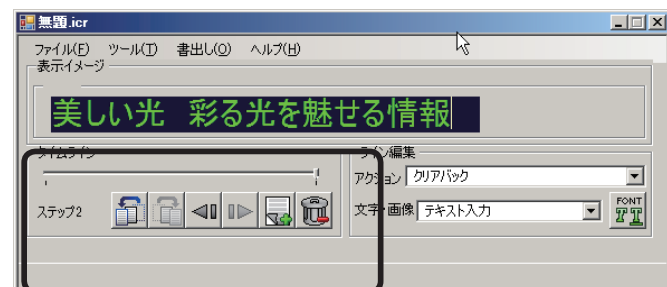 無題.icr
ファイル(F) ツール(T) 書出し(O) ヘルプ(H)
表示イメージ
美しい光 彩る光を魅せる情報
タイムライン
ライン編集
アクション クリアバック
ステップ2
文字・画像 テキスト入力
FONT